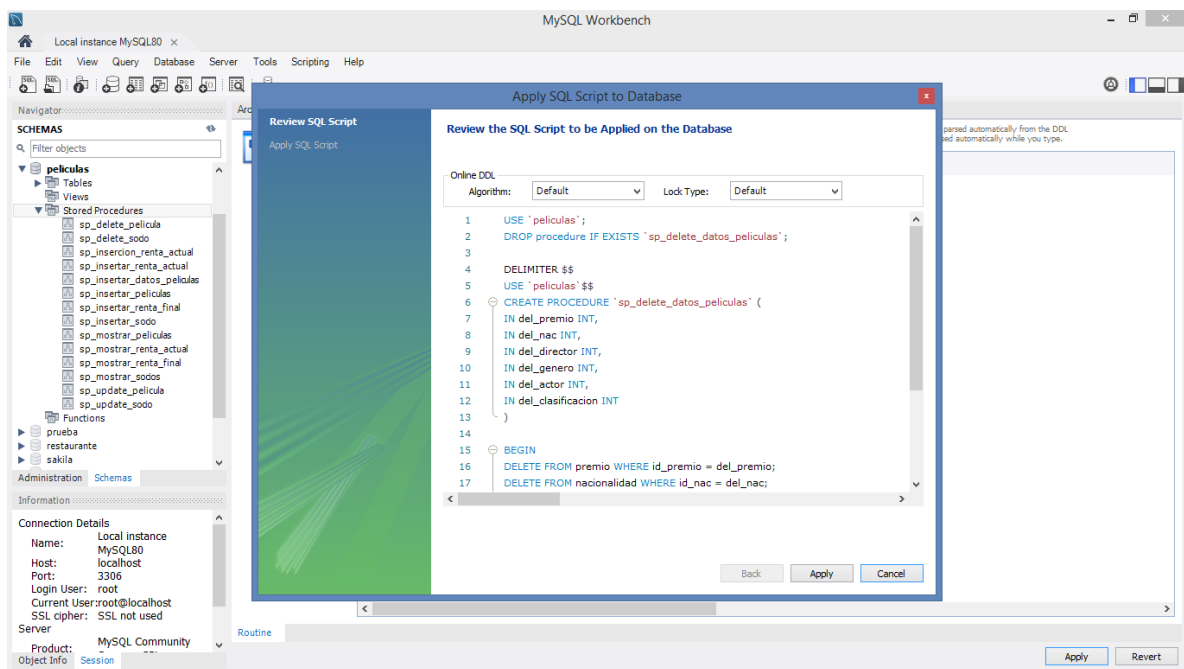 MySQL Workbench
Local instance MySQL80 ×
File Edit View Query Database Server Tools Scripting Help
Navigator
SCHEMAS
Filter objects
peliculas
Tables
Views
Stored Procedures
sp_delete_pelicula
sp_delete_socio
sp_insercion_renta_actual
sp_insertar_renta_actual
sp_insertar_datos_peliculas
sp_insertar_peliculas
sp_insertar_renta_final
sp_insertar_socio
sp_mostrar_peliculas
sp_mostrar_renta_actual
sp_mostrar_renta_final
sp_mostrar_socios
sp_update_pelicula
sp_update_socio
Functions
prueba
restaurante
sakila
Administration Schemas
Information
Connection Details
Name: Local instance
MySQL80
Host: localhost
Port: 3306
Login User: root
Current User:root@localhost
SSL cipher: SSL not used
Server
Product: MySQL Community
Object Info Session
Apply SQL Script to Database
Review SQL Script
Apply SQL Script
Review the SQL Script to be Applied on the Database
Online DDL
Algorithm: Default Lock Type: Default
1 USE `peliculas`;
2 DROP procedure IF EXISTS `sp_delete_datos_peliculas`;
3
4 DELIMITER $$
5 USE `peliculas`$$
6 CREATE PROCEDURE `sp_delete_datos_peliculas` (
7 IN del_premio INT,
8 IN del_nac INT,
9 IN del_director INT,
10 IN del_genero INT,
11 IN del_actor INT,
12 IN del_clasificacion INT
13 )
14
15 BEGIN
16 DELETE FROM premio WHERE id_premio = del_premio;
17 DELETE FROM nacionalidad WHERE id_nac = del_nac;
Back Apply Cancel
parsed automatically from the DDL
sed automatically while you type.
Routine
Apply Revert